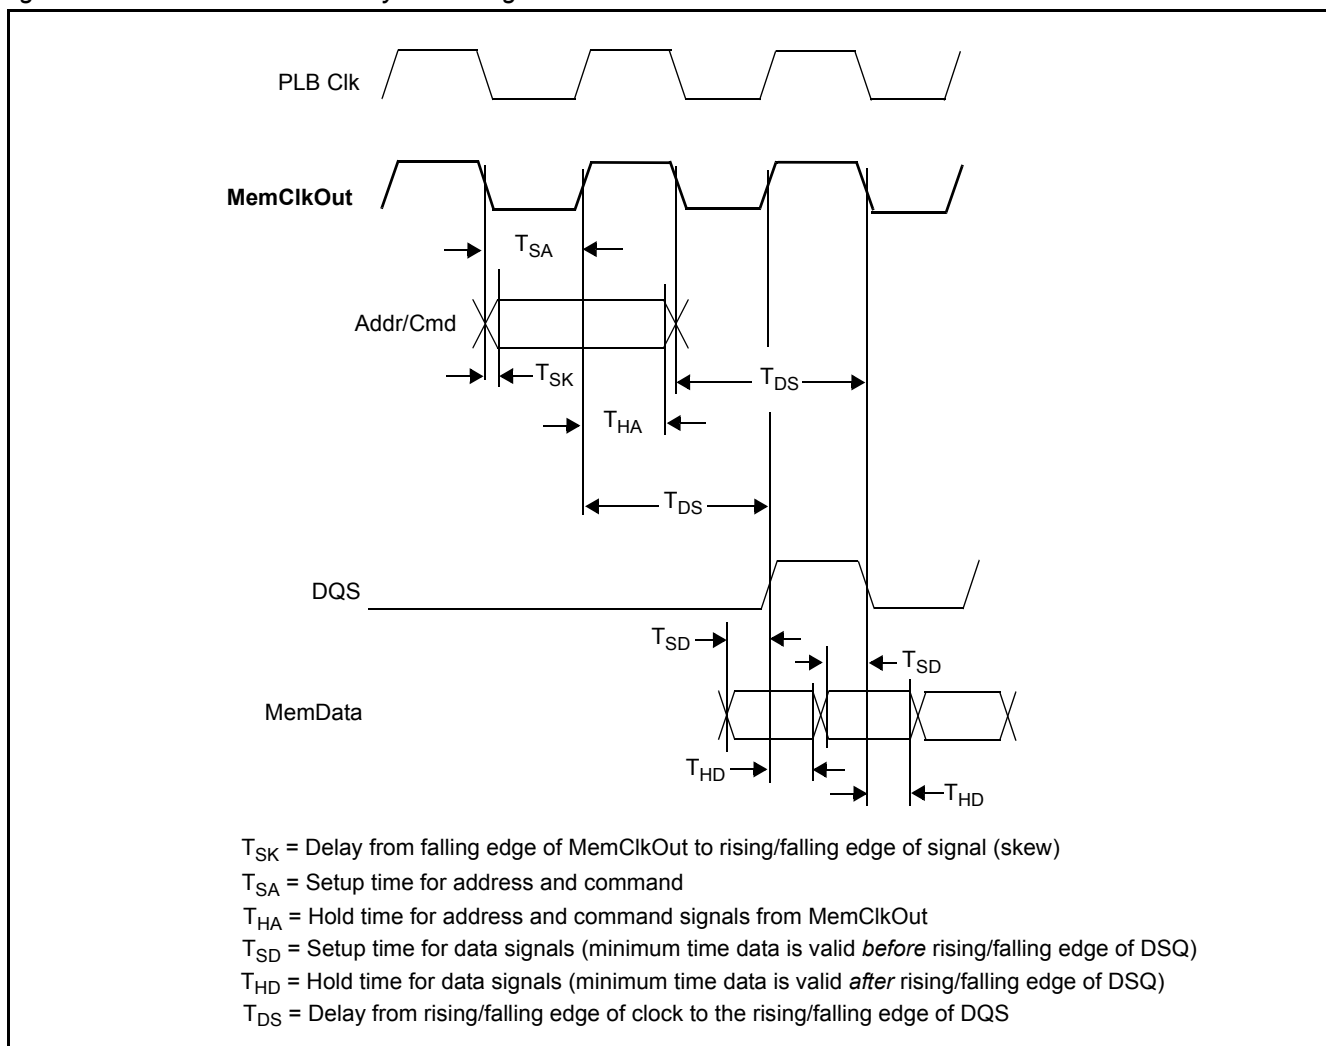 PLB Clk
MemClkOut
TSA
Addr/Cmd
TSK
TDS
THA
TDS
DQS
TSD
TSD
MemData
THD
THD
TSK = Delay from falling edge of MemClkOut to rising/falling edge of signal (skew)
TSA = Setup time for address and command
THA = Hold time for address and command signals from MemClkOut
TSD = Setup time for data signals (minimum time data is valid before rising/falling edge of DSQ)
THD = Hold time for data signals (minimum time data is valid after rising/falling edge of DSQ)
TDS = Delay from rising/falling edge of clock to the rising/falling edge of DQS